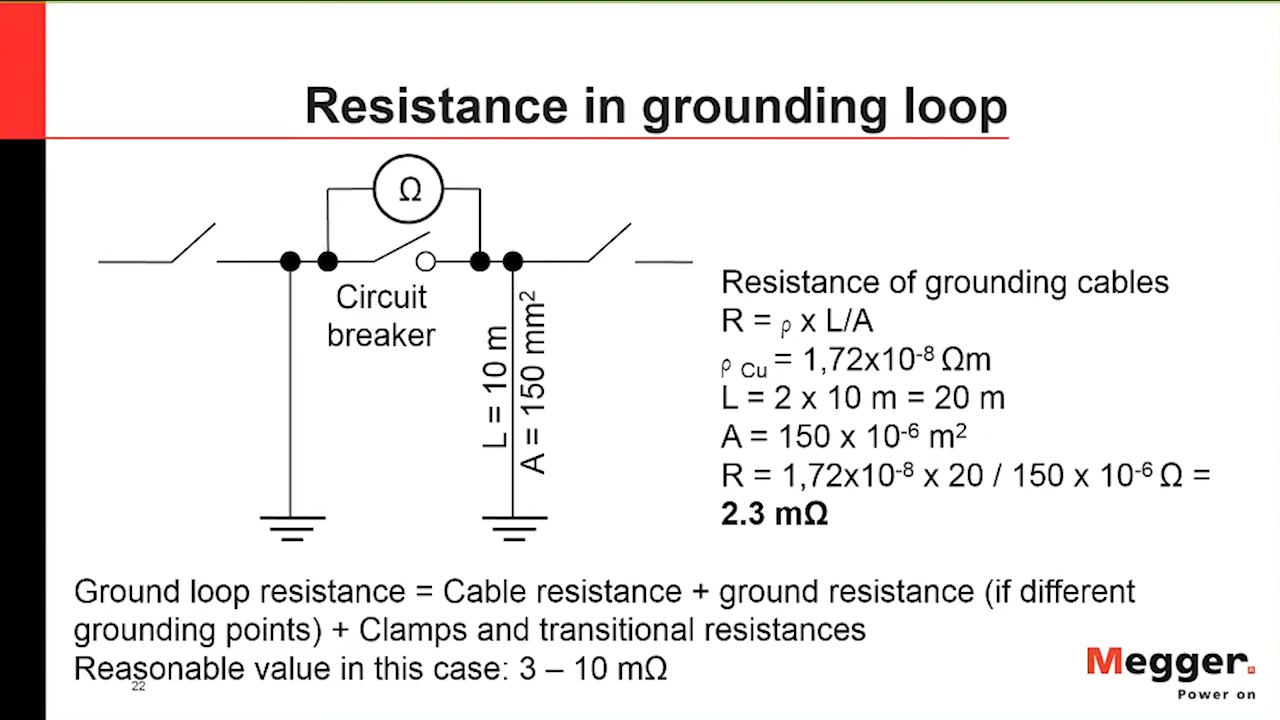 Resistance in grounding loop
Ω
Circuit
breaker
L = 10 m
A = 150 mm²
Resistance of grounding cables
R = ρ x L/A
ρ Cu = 1,72x10⁻⁸ Ωm
L = 2 x 10 m = 20 m
A = 150 x 10⁻⁶ m²
R = 1,72x10⁻⁸ x 20 / 150 x 10⁻⁶ Ω =
2.3 mΩ
Ground loop resistance = Cable resistance + ground resistance (if different
grounding points) + Clamps and transitional resistances
Reasonable value in this case: 3 – 10 mΩ
22
Megger.
Power on